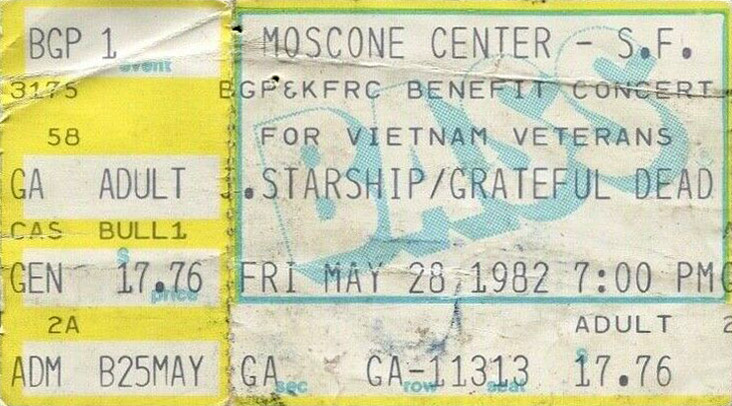 BGP 1
event
3175
58
GA ADULT
CAS BULL1
$
GEN 17.76
price
2A
ADM B25MAY
MOSCONE CENTER - S.F.
BGP&KFRC BENEFIT CONCERT
FOR VIETNAM VETERANS
.STARSHIP/GRATEFUL DEAD
BASS
FRI MAY 28,1982 7:00 PM
ADULT
$
GA GA-11313 17.76
sec row seat